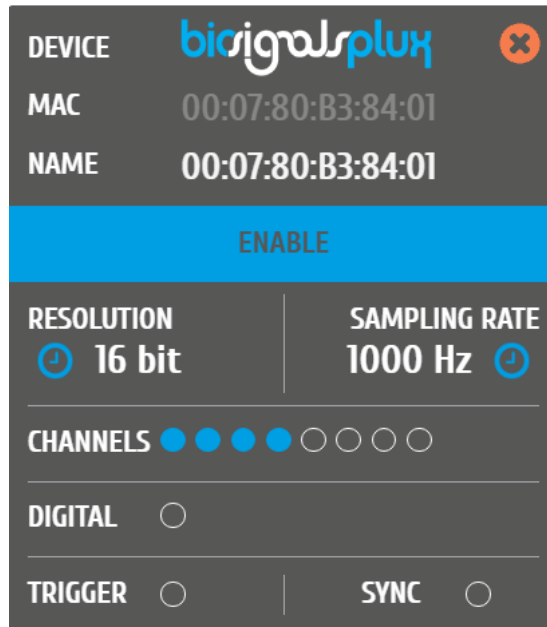 DEVICE biosignalsplux
MAC 00:07:80:B3:84:01
NAME 00:07:80:B3:84:01
ENABLE
RESOLUTION SAMPLING RATE
16 bit 1000 Hz
CHANNELS
DIGITAL
TRIGGER SYNC